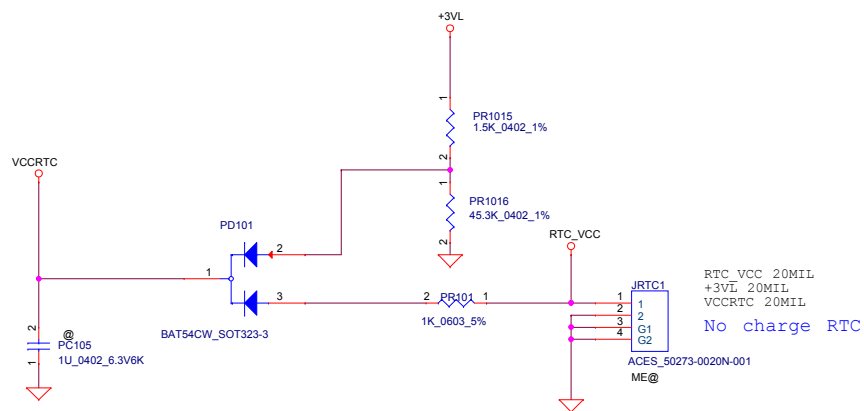 +3VL
1
PR1015
1.5K_0402_1%
2
VCCRTC
1
PR1016
45.3K_0402_1%
2
PD101
2
RTC_VCC
1
3
2
PR101
1
1K_0603_5%
BAT54CW_SOT323-3
JRTC1
1
2
3
4
1
2
G1
G2
ACES_50273-0020N-001
ME@
RTC_VCC 20MIL
+3VL 20MIL
VCCRTC 20MIL
No charge RTC
2
@
PC105
1
1U_0402_6.3V6K